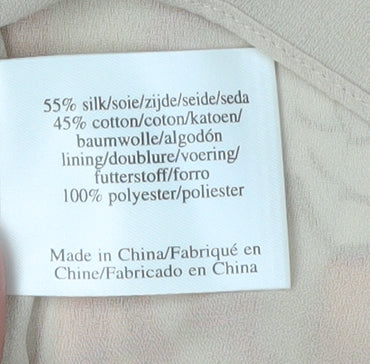 55% silk/soie/zijde/seide/seda
45% cotton/coton/katoen/
baumwolle/algodón
lining/doublure/voering/
futterstoff/forro
100% polyester/poliester
Made in China/Fabriqué en
Chine/Fabricado en China